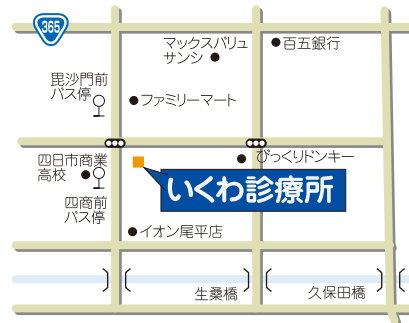 365
マックスバリュ
サンシ
百五銀行
毘沙門前
バス停
ファミリーマート
四日市商業
高校
びっくりドンキー
いくわ診療所
四商前
バス停
イオン尾平店
生桑橋
久保田橋